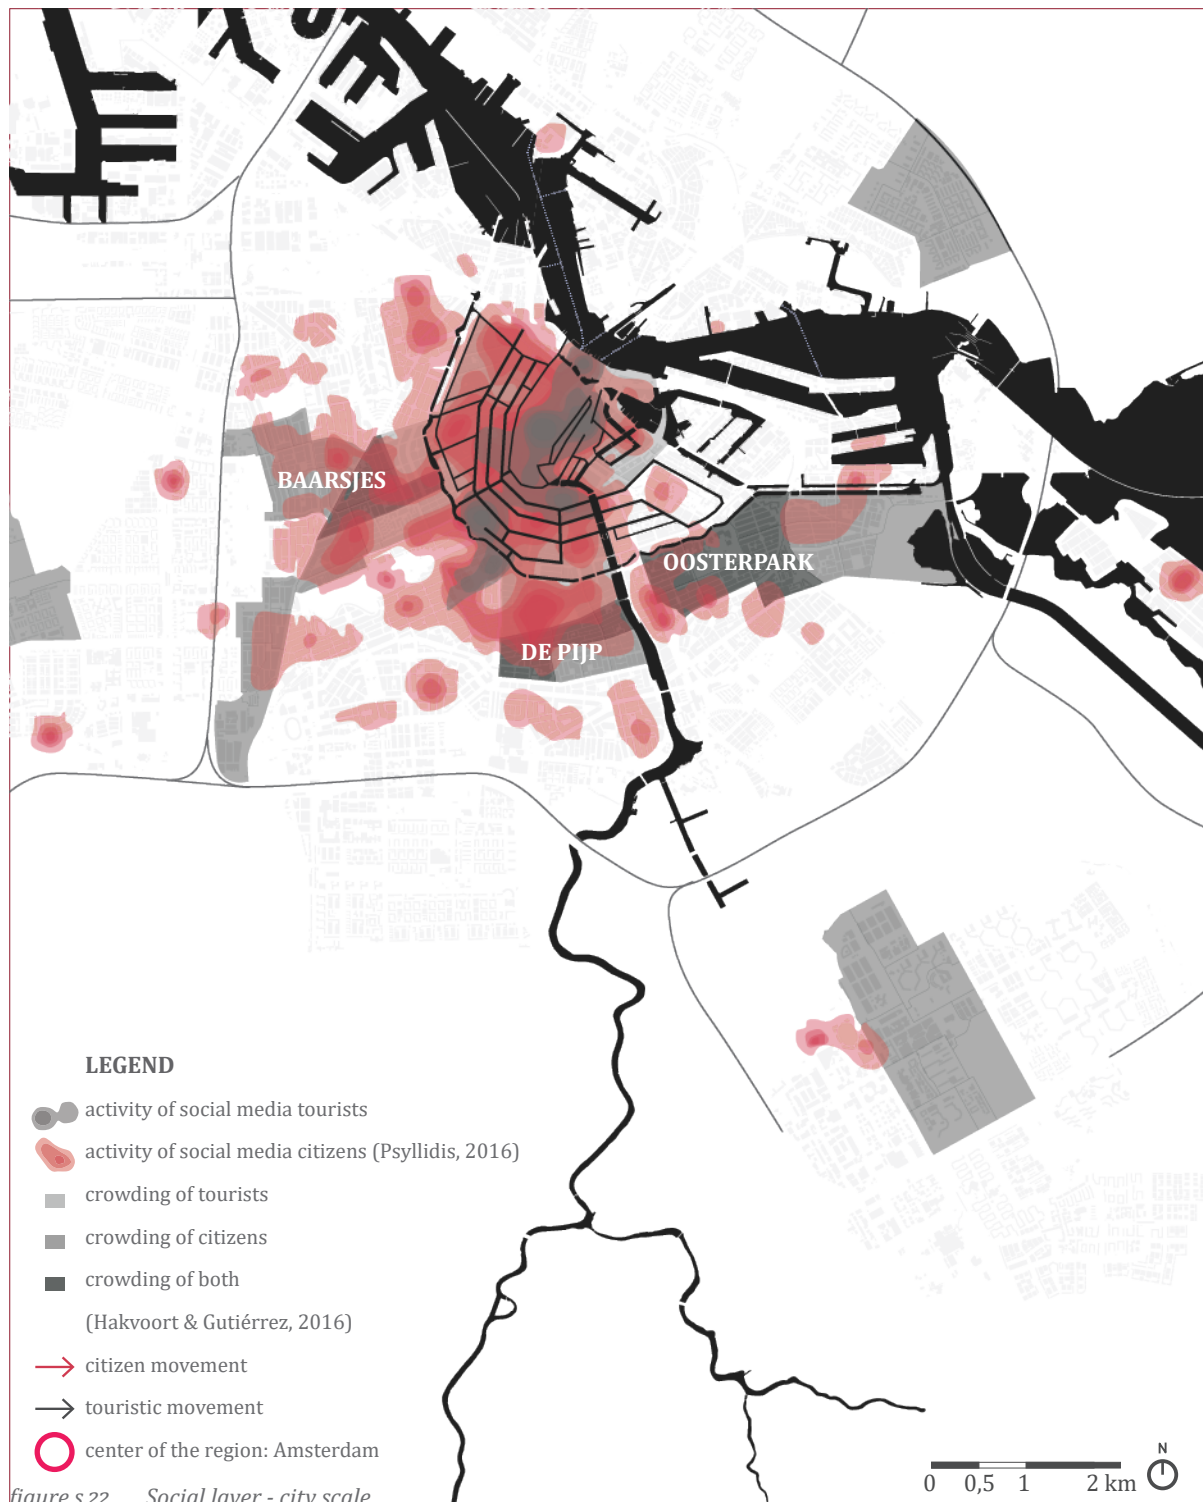 BAARSJES
OOSTERPARK
DE PIJP
LEGEND
activity of social media tourists
activity of social media citizens (Psyllidis, 2016)
crowding of tourists
crowding of citizens
crowding of both
(Hakvoort & Gutiérrez, 2016)
citizen movement
touristic movement
center of the region: Amsterdam
N
0 0,5 1 2 km
figure s.22 Social layer - city scale